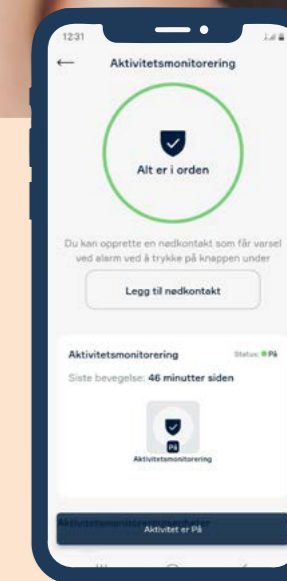 12:31
Aktivitetsmonitorering
Alt er i orden
Du kan opprette en nødkontakt som får varsel
ved alarm ved å trykke på knappen under
Legg til nødkontakt
Aktivitetsmonitorering
Status: På
Siste bevegelse: 46 minutter siden
På
Aktivitetsmonitorering
Aktivitet er På